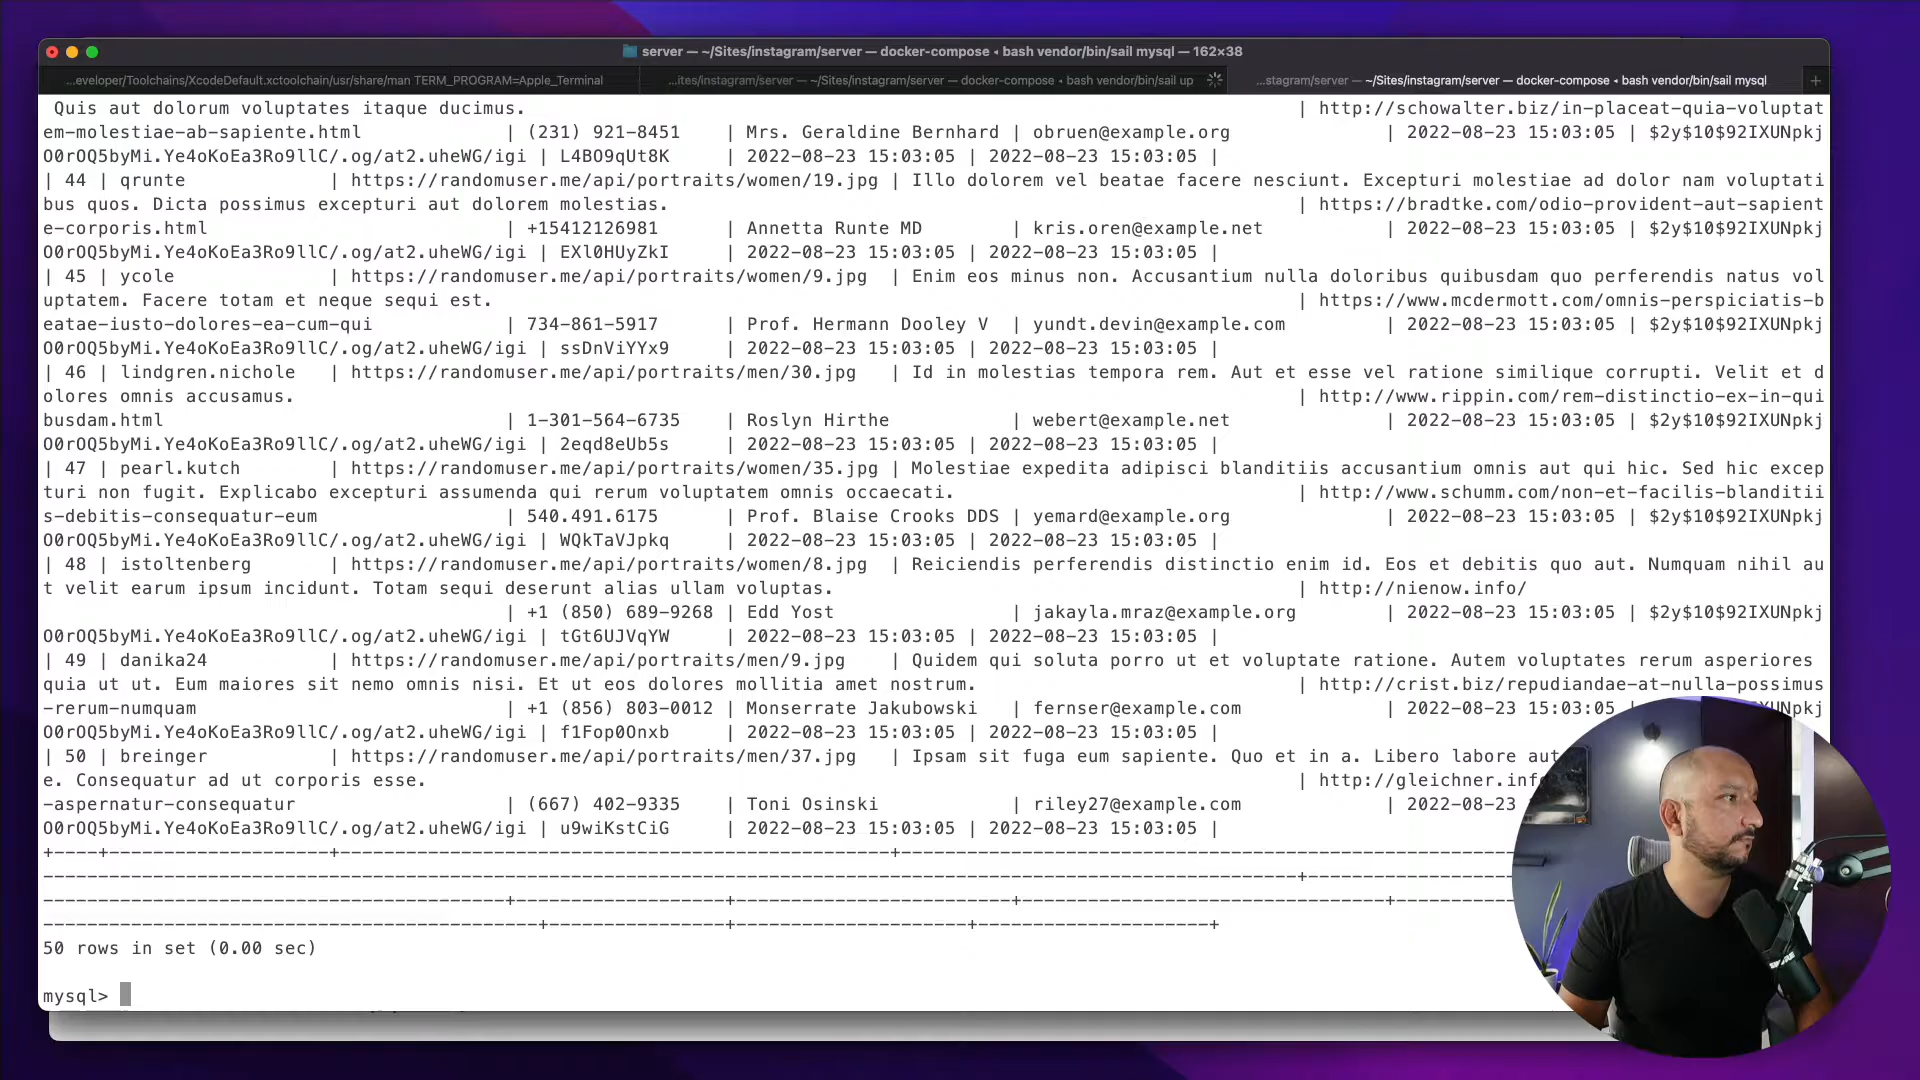 server — ~/Sites/instagram/server — docker-compose ◂ bash vendor/bin/sail mysql — 162×38
...eveloper/Toolchains/XcodeDefault.xctoolchain/usr/share/man TERM_PROGRAM=Apple_Terminal
...ites/instagram/server — ~/Sites/instagram/server — docker-compose ◂ bash vendor/bin/sail up
...stagram/server — ~/Sites/instagram/server — docker-compose ◂ bash vendor/bin/sail mysql
Quis aut dolorum voluptates itaque ducimus. | http://schowalter.biz/in-placeat-quia-voluptat
em-molestiae-ab-sapiente.html | (231) 921-8451 | Mrs. Geraldine Bernhard | obruen@example.org | 2022-08-23 15:03:05 | $2y$10$92IXUNpkj
O0rOQ5byMi.Ye4oKoEa3Ro9llC/.og/at2.uheWG/igi | L4BO9qUt8K | 2022-08-23 15:03:05 | 2022-08-23 15:03:05 |
| 44 | qrunte | https://randomuser.me/api/portraits/women/19.jpg | Illo dolorem vel beatae facere nesciunt. Excepturi molestiae ad dolor nam voluptati
bus quos. Dicta possimus excepturi aut dolorem molestias. | https://bradtke.com/odio-provident-aut-sapient
e-corporis.html | +15412126981 | Annetta Runte MD | kris.oren@example.net | 2022-08-23 15:03:05 | $2y$10$92IXUNpkj
O0rOQ5byMi.Ye4oKoEa3Ro9llC/.og/at2.uheWG/igi | EXl0HUyZkI | 2022-08-23 15:03:05 | 2022-08-23 15:03:05 |
| 45 | ycole | https://randomuser.me/api/portraits/women/9.jpg | Enim eos minus non. Accusantium nulla doloribus quibusdam quo perferendis natus vol
uptatem. Facere totam et neque sequi est. | https://www.mcdermott.com/omnis-perspiciatis-b
eatae-iusto-dolores-ea-cum-qui | 734-861-5917 | Prof. Hermann Dooley V | yundt.devin@example.com | 2022-08-23 15:03:05 | $2y$10$92IXUNpkj
O0rOQ5byMi.Ye4oKoEa3Ro9llC/.og/at2.uheWG/igi | ssDnViYYx9 | 2022-08-23 15:03:05 | 2022-08-23 15:03:05 |
| 46 | lindgren.nichole | https://randomuser.me/api/portraits/men/30.jpg | Id in molestias tempora rem. Aut et esse vel ratione similique corrupti. Velit et d
olores omnis accusamus. | http://www.rippin.com/rem-distinctio-ex-in-qui
busdam.html | 1-301-564-6735 | Roslyn Hirthe | webert@example.net | 2022-08-23 15:03:05 | $2y$10$92IXUNpkj
O0rOQ5byMi.Ye4oKoEa3Ro9llC/.og/at2.uheWG/igi | 2eqd8eUb5s | 2022-08-23 15:03:05 | 2022-08-23 15:03:05 |
| 47 | pearl.kutch | https://randomuser.me/api/portraits/women/35.jpg | Molestiae expedita adipisci blanditiis accusantium omnis aut qui hic. Sed hic excep
turi non fugit. Explicabo excepturi assumenda qui rerum voluptatem omnis occaecati. | http://www.schumm.com/non-et-facilis-blanditii
s-debitis-consequatur-eum | 540.491.6175 | Prof. Blaise Crooks DDS | yemard@example.org | 2022-08-23 15:03:05 | $2y$10$92IXUNpkj
O0rOQ5byMi.Ye4oKoEa3Ro9llC/.og/at2.uheWG/igi | WQkTaVJpkq | 2022-08-23 15:03:05 | 2022-08-23 15:03:05 |
| 48 | istoltenberg | https://randomuser.me/api/portraits/women/8.jpg | Reiciendis perferendis distinctio enim id. Eos et debitis quo aut. Numquam nihil au
t velit earum ipsum incidunt. Totam sequi deserunt alias ullam voluptas. | http://nienow.info/
| +1 (850) 689-9268 | Edd Yost | jakayla.mraz@example.org | 2022-08-23 15:03:05 | $2y$10$92IXUNpkj
O0rOQ5byMi.Ye4oKoEa3Ro9llC/.og/at2.uheWG/igi | tGt6UJVqYW | 2022-08-23 15:03:05 | 2022-08-23 15:03:05 |
| 49 | danika24 | https://randomuser.me/api/portraits/men/9.jpg | Quidem qui soluta porro ut et voluptate ratione. Autem voluptates rerum asperiores
quia ut ut. Eum maiores sit nemo omnis nisi. Et ut eos dolores mollitia amet nostrum. | http://crist.biz/repudiandae-at-nulla-possimus
-rerum-numquam | +1 (856) 803-0012 | Monserrate Jakubowski | fernser@example.com | 2022-08-23 15:03:05
O0rOQ5byMi.Ye4oKoEa3Ro9llC/.og/at2.uheWG/igi | f1Fop0Onxb | 2022-08-23 15:03:05 | 2022-08-23 15:03:05 |
| 50 | breinger | https://randomuser.me/api/portraits/men/37.jpg | Ipsam sit fuga eum sapiente. Quo et in a. Libero labore aut
e. Consequatur ad ut corporis esse. | http://gleichner.info
-aspernatur-consequatur | (667) 402-9335 | Toni Osinski | riley27@example.com | 2022-08-23
O0rOQ5byMi.Ye4oKoEa3Ro9llC/.og/at2.uheWG/igi | u9wiKstCiG | 2022-08-23 15:03:05 | 2022-08-23 15:03:05 |
50 rows in set (0.00 sec)
mysql>